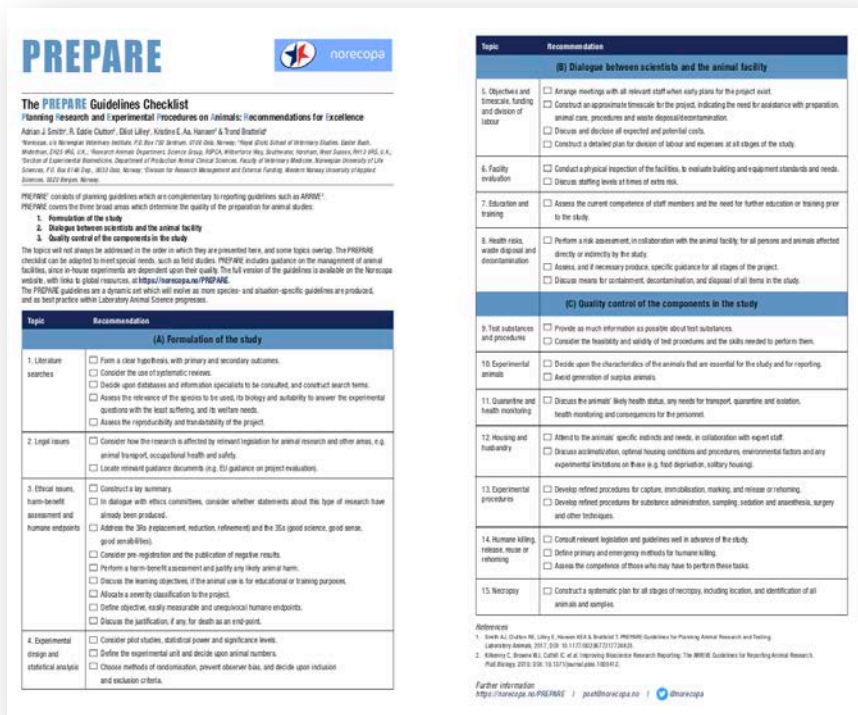 PREPARE
norecopa
The PREPARE Guidelines Checklist
Planning Research and Experimental Procedures on Animals: Recommendations for Excellence
Adrian J. Smith¹, R. Eddie Clutton², Elliot Lilley³, Kristine E. Aa. Hansen⁴ & Trond Brattelid⁵
PREPARE¹ consists of planning guidelines which are complementary to reporting guidelines such as ARRIVE².
PREPARE covers the three broad areas which determine the quality of the preparation for animal studies:
1. Formulation of the study
2. Dialogue between scientists and the animal facility
3. Quality control of the components in the study
The topics will not always be addressed in the order in which they are presented here, and some topics overlap. The PREPARE
checklist can be adapted to meet special needs, such as field studies. PREPARE includes guidance on the management of animal
facilities, since in-house experiments are dependent upon their quality. The full version of the guidelines is available on the Norecopa
website, with links to global resources, at https://norecopa.no/PREPARE.
The PREPARE guidelines are a dynamic set which will evolve as more species- and situation-specific guidelines are produced,
and as best practice within Laboratory Animal Science progresses.
Topic Recommendation
(A) Formulation of the study
1. Literature searches
Form a clear hypothesis, with primary and secondary outcomes.
Consider the use of systematic reviews.
Decide upon databases and information specialists to be consulted, and construct search terms.
Assess the relevance of the species to be used, its biology and suitability to answer the experimental
questions with the least suffering, and its welfare needs.
Assess the reproducibility and translatability of the project.
2. Legal issues
Consider how the research is affected by relevant legislation for animal research and other areas, e.g.
animal transport, occupational health and safety.
Locate relevant guidance documents (e.g. EU guidance on project evaluation).
3. Ethical issues,
harm-benefit
assessment and
humane endpoints
Construct a lay summary.
In dialogue with ethics committees, consider whether statements about this type of research have
already been produced.
Address the 3Rs (replacement, reduction, refinement) and the 3Ss (good science, good sense,
good sensibilities).
Consider pre-registration and the publication of negative results.
Perform a harm-benefit assessment and justify any likely animal harm.
Discuss the learning objectives, if the animal use is for educational or training purposes.
Allocate a severity classification to the project.
Define objective, easily measurable and unequivocal humane endpoints.
Discuss the justification, if any, for death as an end-point.
4. Experimental
design and
statistical analysis
Consider pilot studies, statistical power and significance levels.
Define the experimental unit and decide upon animal numbers.
Choose methods of randomisation, prevent observer bias, and decide upon inclusion
and exclusion criteria.
Topic Recommendation
(B) Dialogue between scientists and the animal facility
5. Objectives and
timescale, funding
and division of
labour
Arrange meetings with all relevant staff when early plans for the project exist.
Construct an approximate timescale for the project, indicating the need for assistance with preparation,
animal care, procedures and waste disposal/decontamination.
Discuss and disclose all expected and potential costs.
Construct a detailed plan for division of labour and expenses at all stages of the study.
6. Facility
evaluation
Conduct a physical inspection of the facilities, to evaluate building and equipment standards and needs.
Discuss staffing levels at times of extra risk.
7. Education and
training
Assess the current competence of staff members and the need for further education or training prior
to the study.
8. Health risks,
waste disposal and
decontamination
Perform a risk assessment, in collaboration with the animal facility, for all persons and animals affected
directly or indirectly by the study.
Assess, and if necessary produce, specific guidance for all stages of the project.
Discuss means for containment, decontamination, and disposal of all items in the study.
(C) Quality control of the components in the study
9. Test substances
and procedures
Provide as much information as possible about test substances.
Consider the feasibility and validity of test procedures and the skills needed to perform them.
10. Experimental
animals
Decide upon the characteristics of the animals that are essential for the study and for reporting.
Avoid generation of surplus animals.
11. Quarantine and
health monitoring
Discuss the animals' likely health status, any needs for transport, quarantine and isolation,
health monitoring and consequences for the personnel.
12. Housing and
husbandry
Attend to the animals' specific instincts and needs, in collaboration with expert staff.
Discuss acclimatization, optimal housing conditions and procedures, environmental factors and any
experimental limitations on these (e.g. food deprivation, solitary housing).
13. Experimental
procedures
Develop refined procedures for capture, immobilisation, marking, and release or rehoming.
Develop refined procedures for substance administration, sampling, sedation and anaesthesia, surgery
and other techniques.
14. Humane killing,
release, reuse or
rehoming
Consult relevant legislation and guidelines well in advance of the study.
Define primary and emergency methods for humane killing.
Assess the competence of those who may have to perform these tasks.
15. Necropsy
Construct a systematic plan for all stages of necropsy, including location, and identification of all
animals and samples.
References
Further information
https://norecopa.no/PREPARE | post@norecopa.no | @norecopa